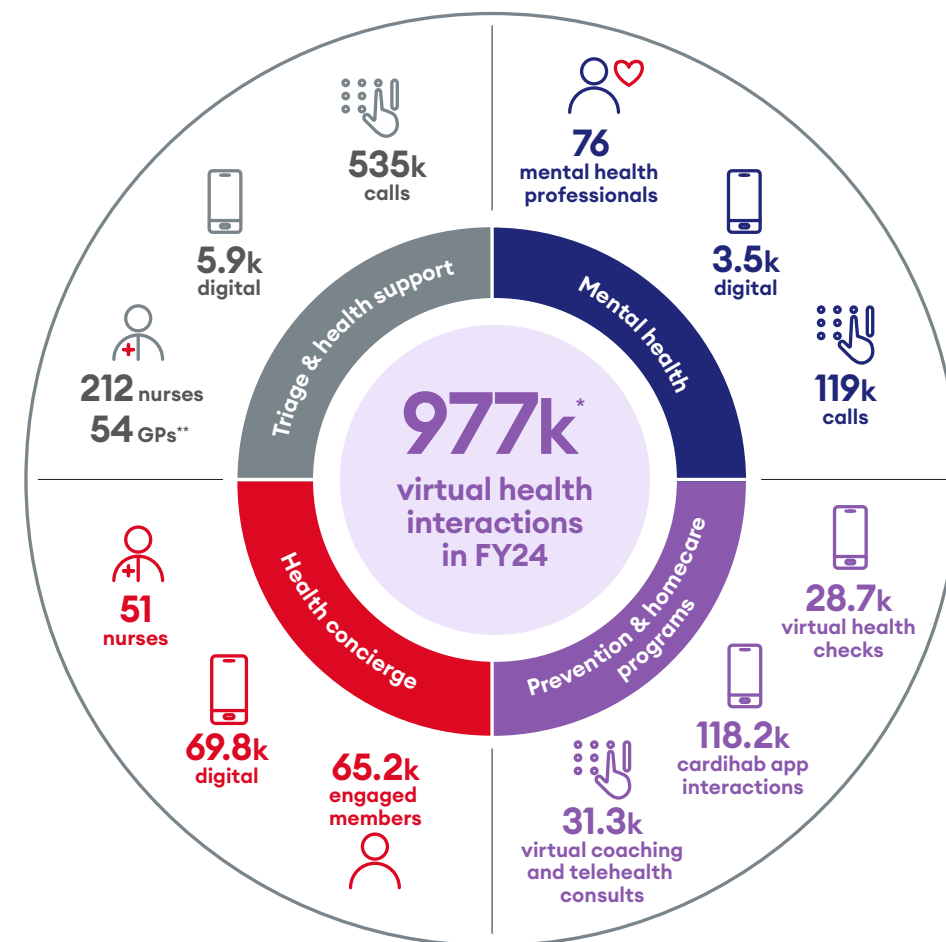 535k
calls
5.9k
digital
212 nurses
54 GPs**
Triage & health support
76
mental health
professionals
3.5k
digital
119k
calls
Mental health
977k*
virtual health
interactions
in FY24
Health concierge
51
nurses
69.8k
digital
65.2k
engaged
members
Prevention & homecare
programs
28.7k
virtual health
checks
118.2k
cardihab app
interactions
31.3k
virtual coaching
and telehealth
consults